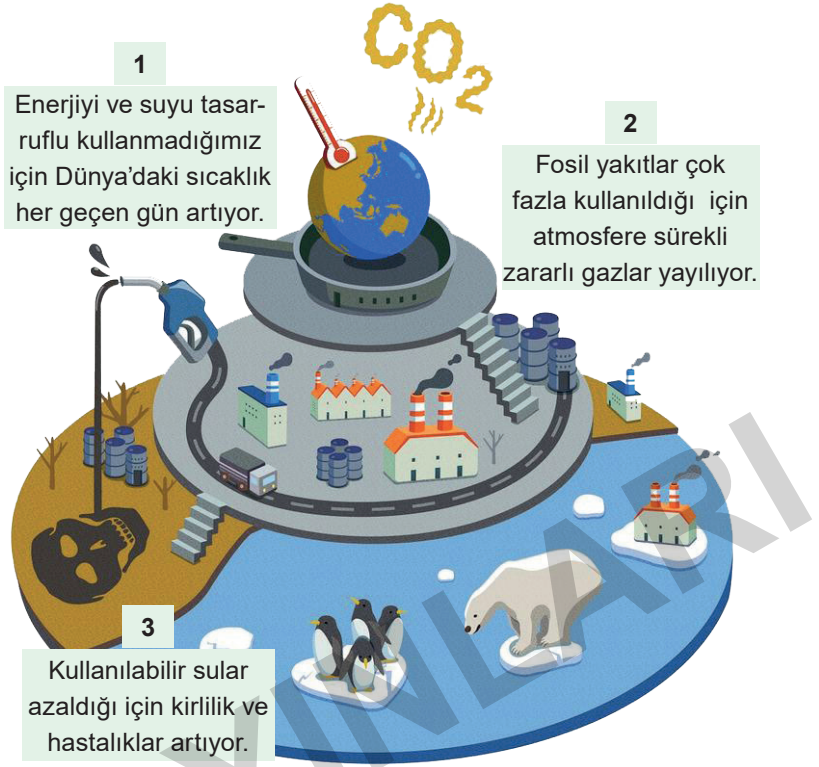 CO2
1
Enerjiyi ve suyu tasar-
ruflu kullanmadığımız
için Dünya’daki sıcaklık
her geçen gün artıyor.
2
Fosil yakıtlar çok
fazla kullanıldığı  için
atmosfere sürekli
zararlı gazlar yayılıyor.
3
Kullanılabilir sular
azaldığı için kirlilik ve
hastalıklar artıyor.
YINLARI